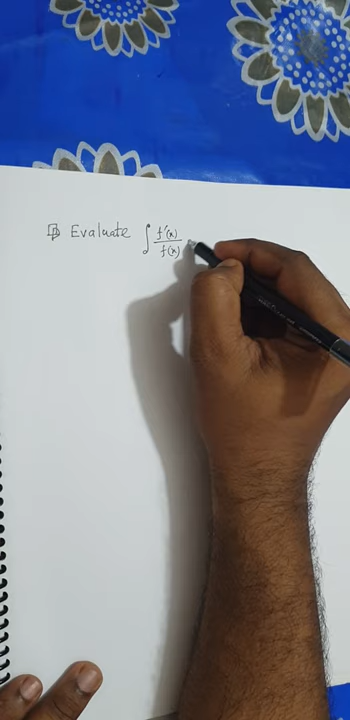 Evaluate ∫ f'(x)/f(x)